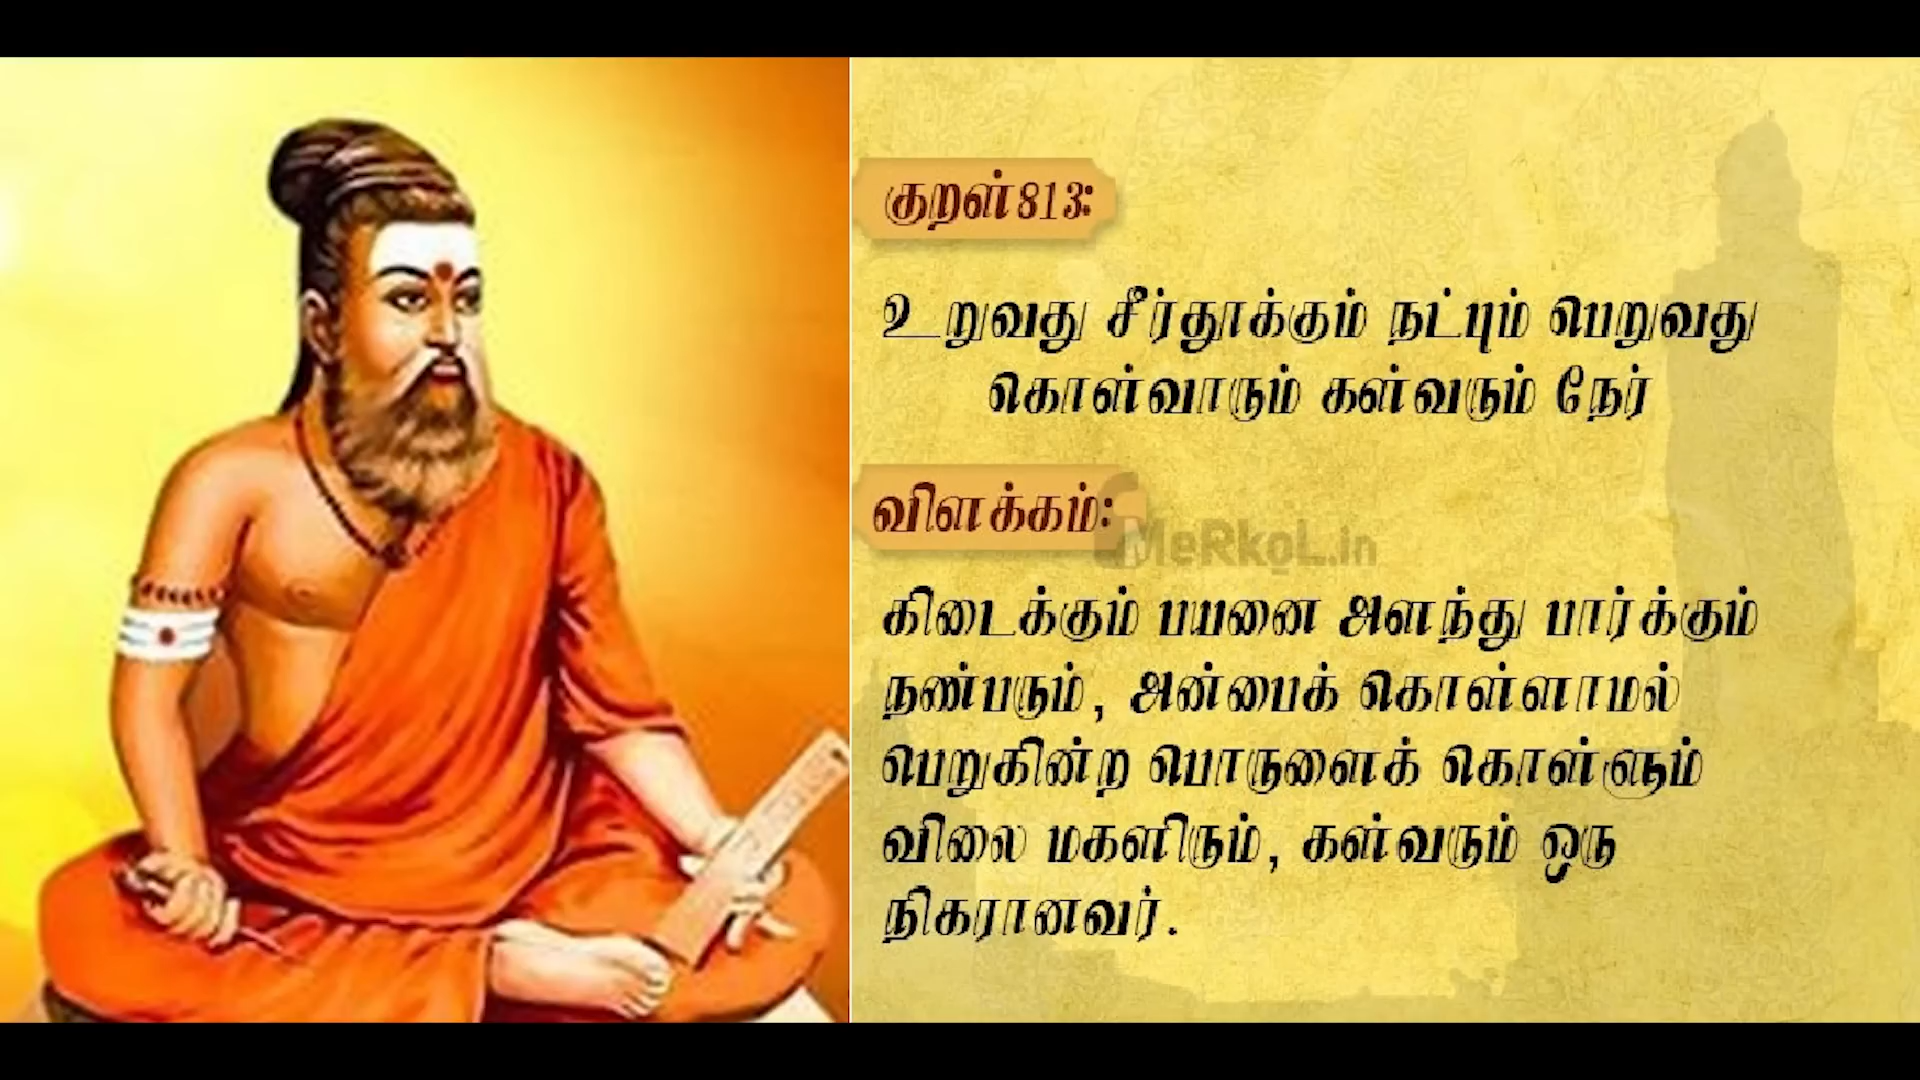 குறள் 813:
உறுவது சீர்தூக்கும் நட்பும் பெறுவது
கொள்வாரும் கள்வரும் நேர்
விளக்கம்:
MeRkoL.in
கிடைக்கும் பயனை அளந்து பார்க்கும்
நண்பரும், அன்பைக் கொள்ளாமல்
பெறுகின்ற பொருளைக் கொள்ளும்
விலை மகளிரும், கள்வரும் ஒரு
நிகரானவர்.